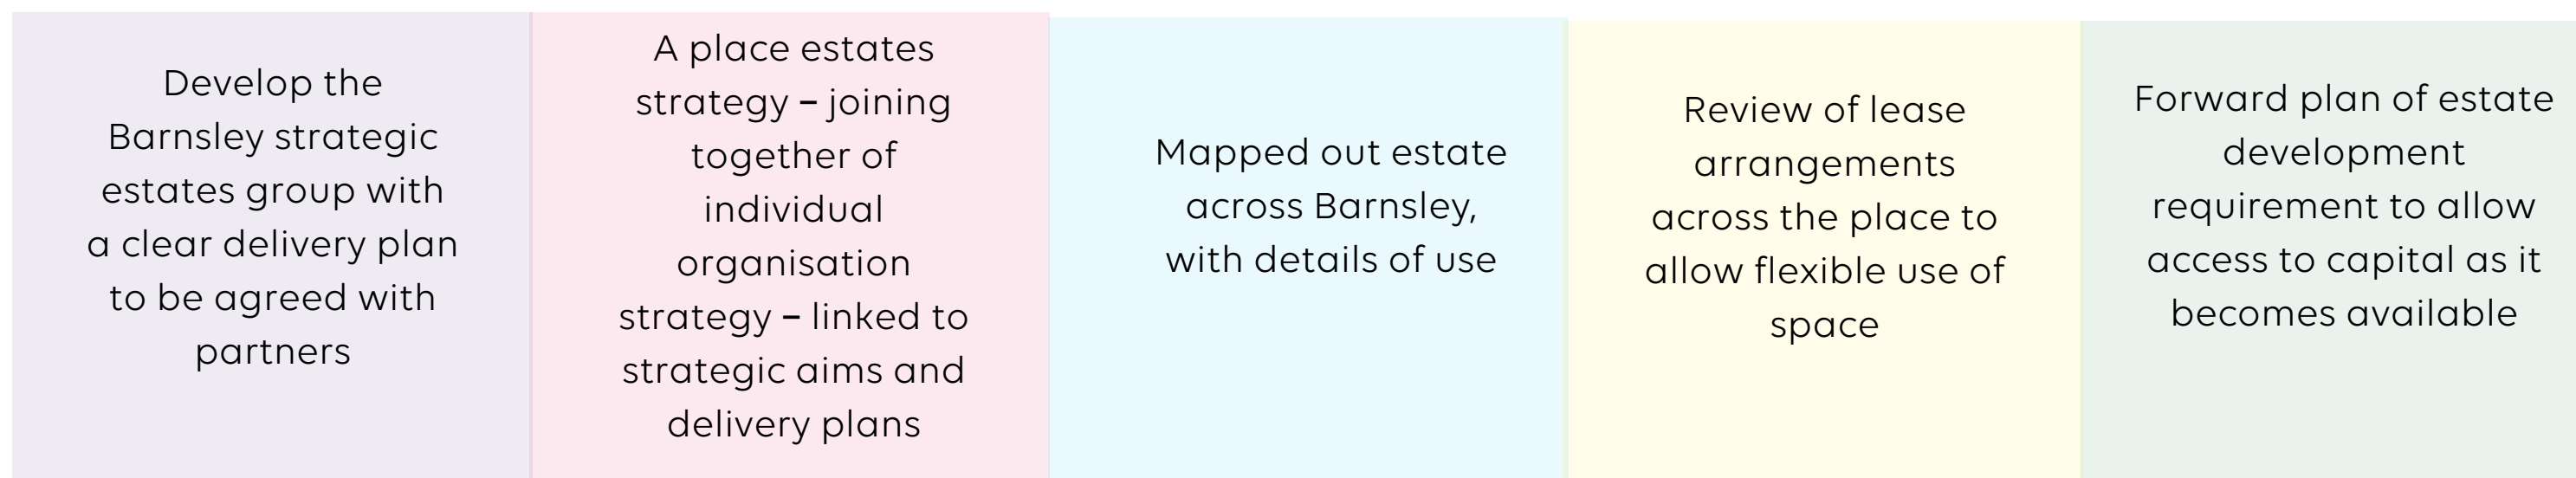 Develop the
Barnsley strategic
estates group with
a clear delivery plan
to be agreed with
partners
A place estates
strategy – joining
together of
individual
organisation
strategy – linked to
strategic aims and
delivery plans
Mapped out estate
across Barnsley,
with details of use
Review of lease
arrangements
across the place to
allow flexible use of
space
Forward plan of estate
development
requirement to allow
access to capital as it
becomes available